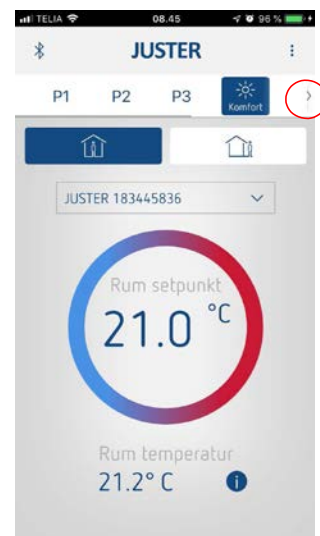 TELIA 08.45 96 %
JUSTER
P1 P2 P3 Komfort
JUSTER 183445836
Rum setpunkt
21.0 °C
Rum temperatur
21.2° C i